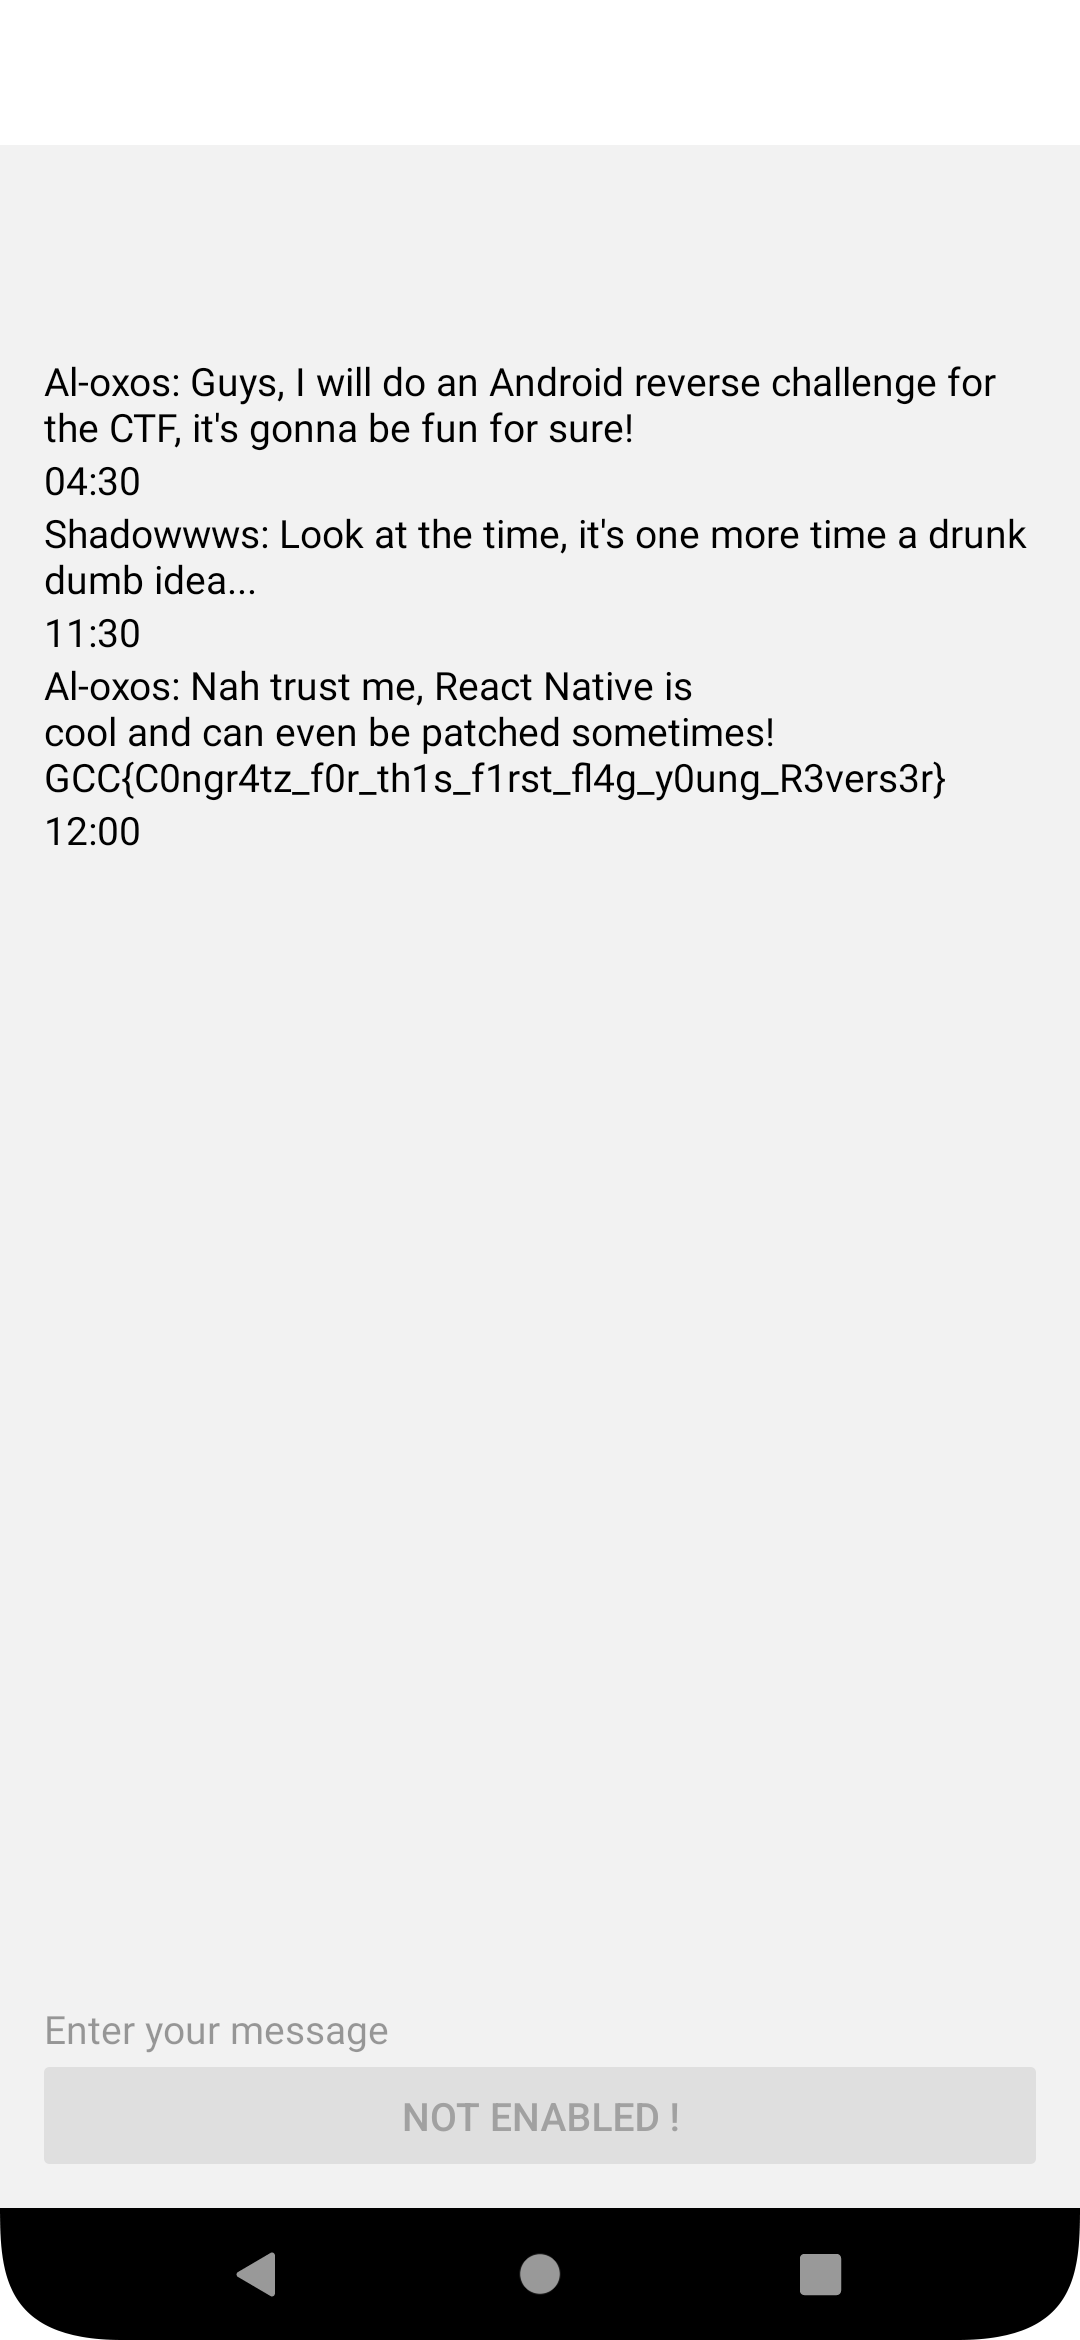 Al-oxos: Guys, I will do an Android reverse challenge for
the CTF, it's gonna be fun for sure!
04:30
Shadowwws: Look at the time, it's one more time a drunk
dumb idea...
11:30
Al-oxos: Nah trust me, React Native is
cool and can even be patched sometimes!
GCC{C0ngr4tz_f0r_th1s_f1rst_fl4g_y0ung_R3vers3r}
12:00
Enter your message
NOT ENABLED !